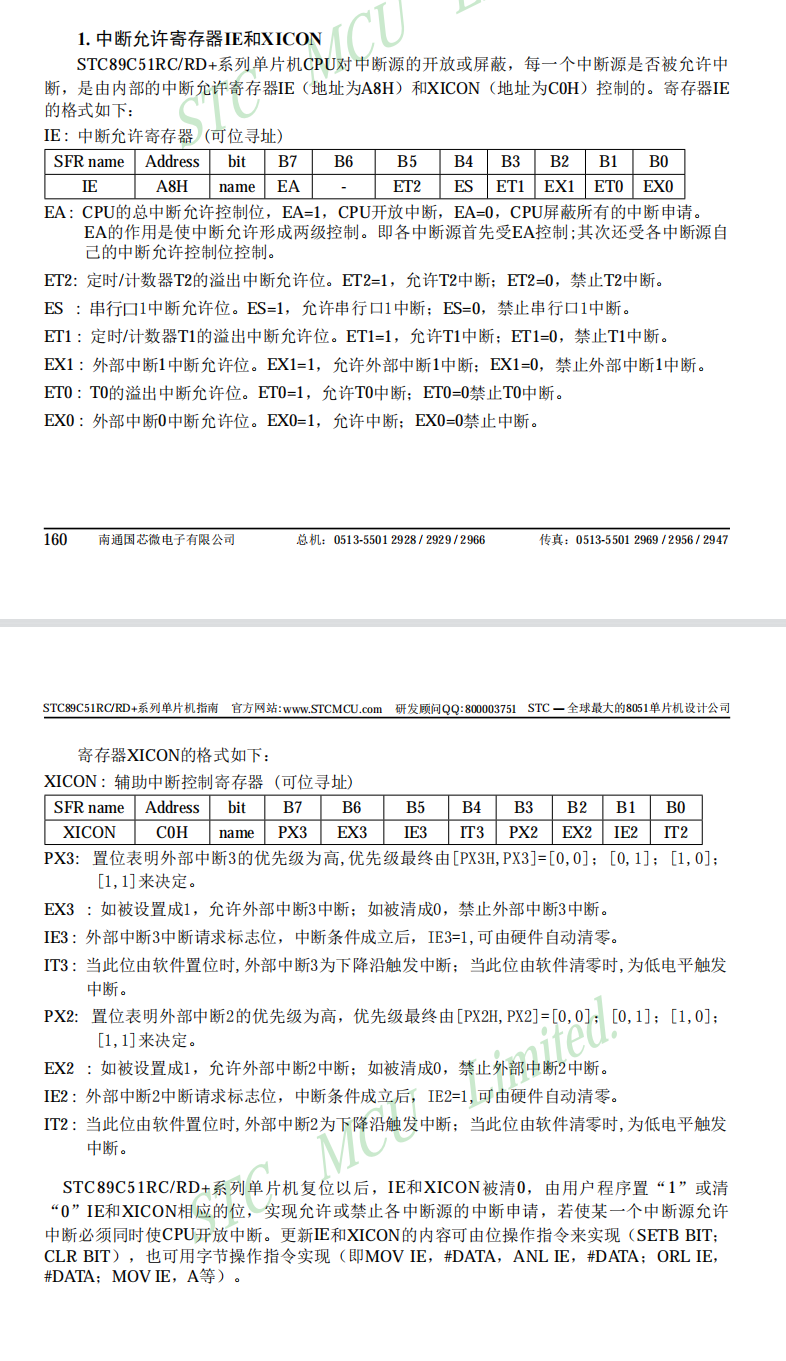 STC MCU Limited.
1. 中断允许寄存器IE和XICON
STC89C51RC/RD+系列单片机CPU对中断源的开放或屏蔽，每一个中断源是否被允许中
断，是由内部的中断允许寄存器IE（地址为A8H）和XICON（地址为C0H）控制的。寄存器IE
的格式如下：
IE : 中断允许寄存器 (可位寻址)
SFR name Address bit B7 B6 B5 B4 B3 B2 B1 B0
IE A8H name EA - ET2 ES ET1 EX1 ET0 EX0
EA : CPU的总中断允许控制位，EA=1，CPU开放中断，EA=0，CPU屏蔽所有的中断申请。
EA的作用是使中断允许形成两级控制。即各中断源首先受EA控制;其次还受各中断源自
己的中断允许控制位控制。
ET2: 定时/计数器T2的溢出中断允许位。ET2=1，允许T2中断；ET2=0，禁止T2中断。
ES : 串行口1中断允许位。ES=1，允许串行口1中断；ES=0，禁止串行口1中断。
ET1 : 定时/计数器T1的溢出中断允许位。ET1=1，允许T1中断；ET1=0，禁止T1中断。
EX1 : 外部中断1中断允许位。EX1=1，允许外部中断1中断；EX1=0，禁止外部中断1中断。
ET0 : T0的溢出中断允许位。ET0=1，允许T0中断；ET0=0禁止T0中断。
EX0 : 外部中断0中断允许位。EX0=1，允许中断；EX0=0禁止中断。
160 南通国芯微电子有限公司 总机：0513-5501 2928 / 2929 / 2966 传真：0513-5501 2969 / 2956 / 2947
STC89C51RC/RD+系列单片机指南 官方网站:www.STCMCU.com 研发顾问QQ:800003751 STC — 全球最大的8051单片机设计公司
寄存器XICON的格式如下：
XICON : 辅助中断控制寄存器 (可位寻址)
SFR name Address bit B7 B6 B5 B4 B3 B2 B1 B0
XICON C0H name PX3 EX3 IE3 IT3 PX2 EX2 IE2 IT2
PX3: 置位表明外部中断3的优先级为高,优先级最终由[PX3H,PX3]=[0,0]；[0,1]；[1,0]；
[1,1]来决定。
EX3 : 如被设置成1，允许外部中断3中断；如被清成0，禁止外部中断3中断。
IE3 : 外部中断3中断请求标志位，中断条件成立后，IE3=1,可由硬件自动清零。
IT3 : 当此位由软件置位时,外部中断3为下降沿触发中断；当此位由软件清零时,为低电平触发
中断。
PX2: 置位表明外部中断2的优先级为高，优先级最终由[PX2H,PX2]=[0,0]；[0,1]；[1,0]；
[1,1]来决定。
EX2 : 如被设置成1，允许外部中断2中断；如被清成0，禁止外部中断2中断。
IE2 : 外部中断2中断请求标志位，中断条件成立后，IE2=1,可由硬件自动清零。
IT2 : 当此位由软件置位时,外部中断2为下降沿触发中断；当此位由软件清零时,为低电平触发
中断。
STC MCU Limited.
STC89C51RC/RD+系列单片机复位以后，IE和XICON被清0，由用户程序置“1”或清
“0”IE和XICON相应的位，实现允许或禁止各中断源的中断申请，若使某一个中断源允许
中断必须同时使CPU开放中断。更新IE和XICON的内容可由位操作指令来实现（SETB BIT；
CLR BIT），也可用字节操作指令实现（即MOV IE，#DATA，ANL IE，#DATA；ORL IE，
#DATA；MOV IE，A等）。